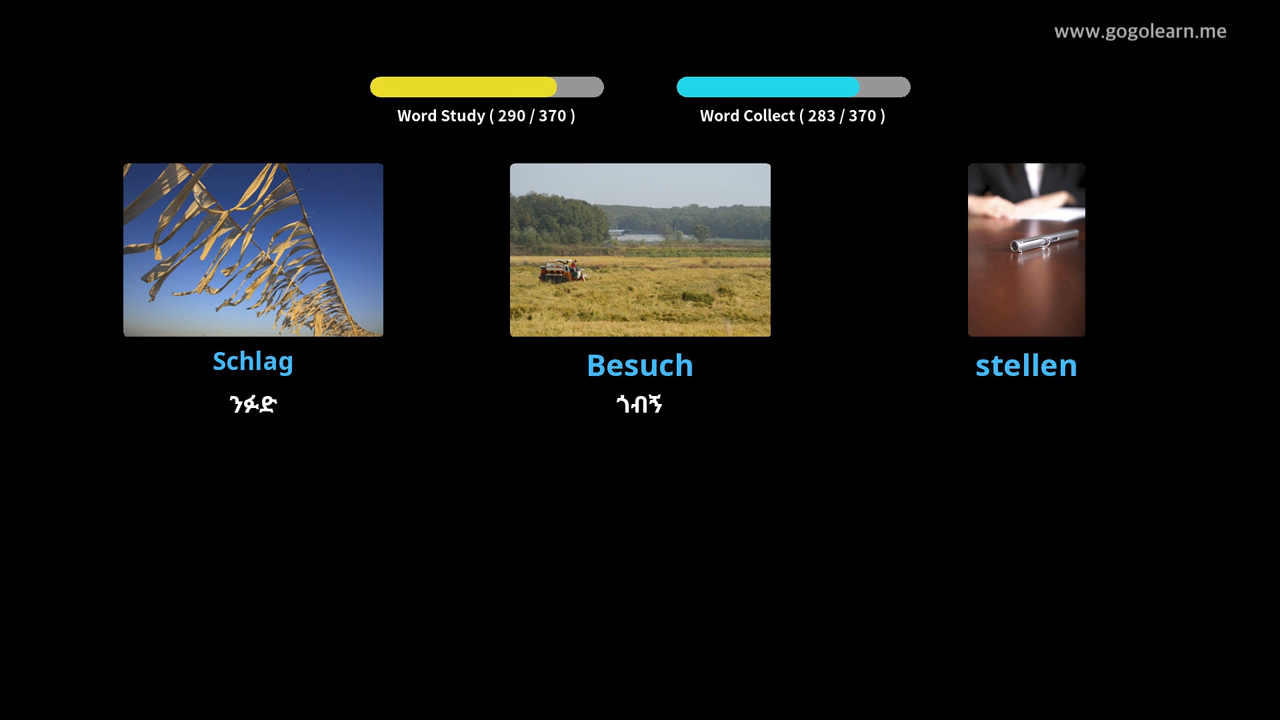 www.gogolearn.me
Word Study ( 290 / 370 )
Word Collect ( 283 / 370 )
Schlag
Besuch
stellen
ንፉድ
ጎብኝ